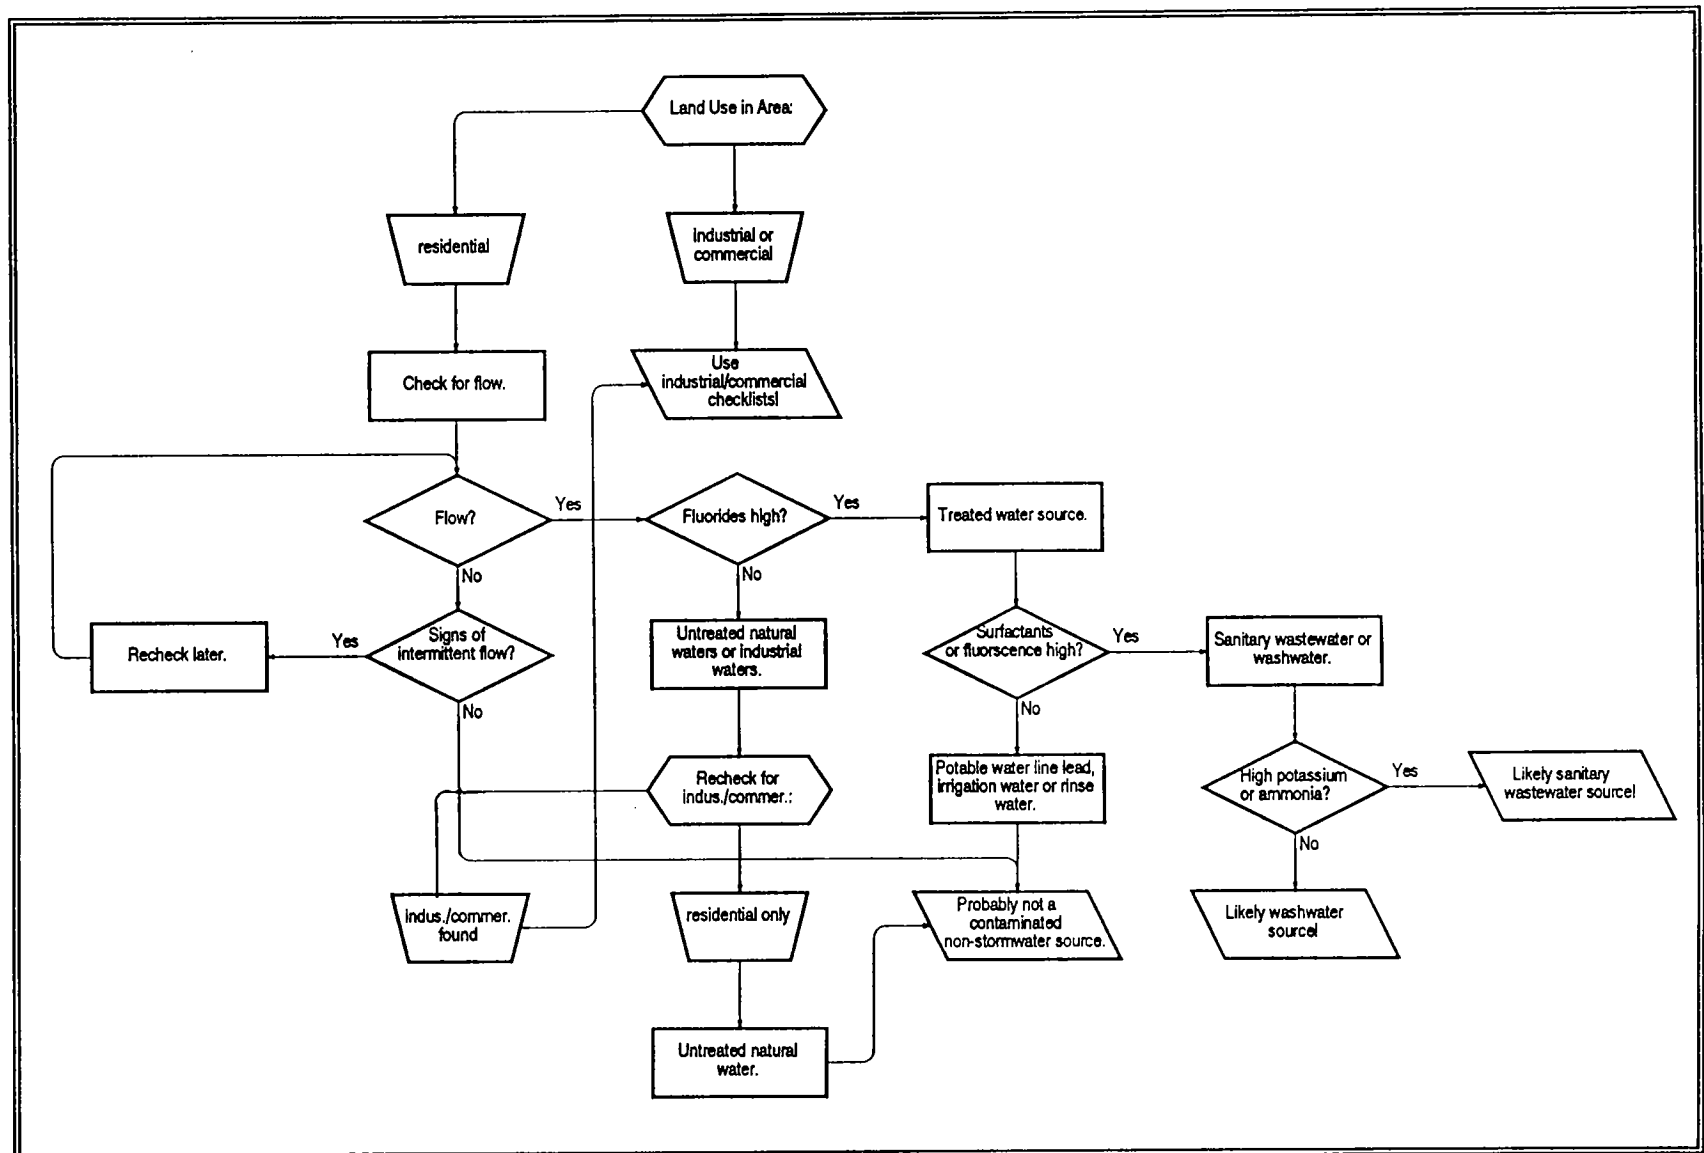 Land Use in Area:
residential
Industrial or
commercial
Check for flow.
Use
industrial/commercial
checklists!
Flow?
Yes
Fluorides high?
Yes
Treated water source.
No
No
Recheck later.
Yes
Signs of
intermittent flow?
Untreated natural
waters or industrial
waters.
Surfactants
or fluorscence high?
Yes
Sanitary wastewater or
washwater.
No
No
Recheck for
indus./commer.:
Potable water line lead,
irrigation water or rinse
water.
High potassium
or ammonia?
Yes
Likely sanitary
wastewater source!
No
indus./commer.
found
residential only
Probably not a
contaminated
non-stormwater source.
Likely washwater
source!
Untreated natural
water.